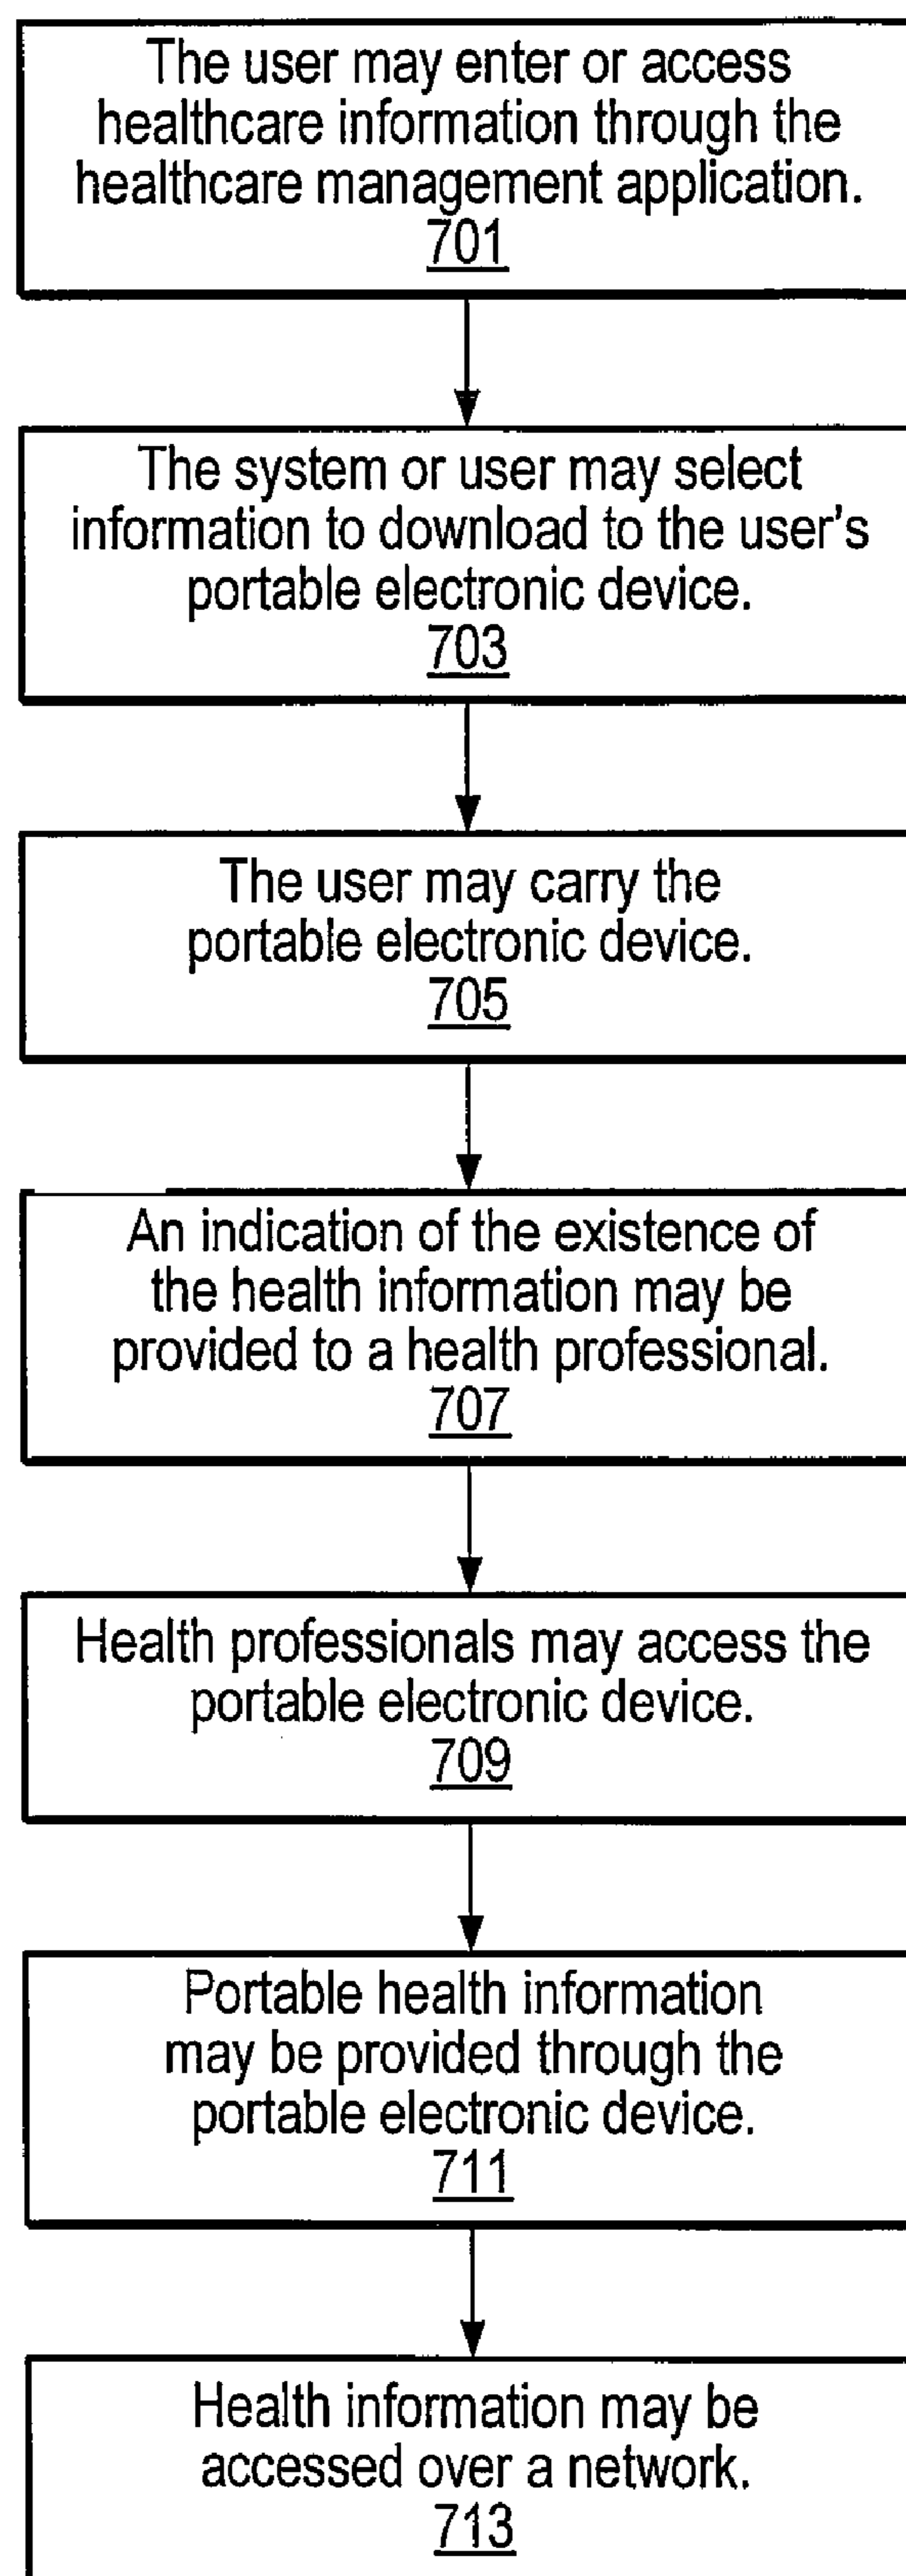 The user may enter or access
healthcare information through the
healthcare management application.
701
The system or user may select
information to download to the user's
portable electronic device.
703
The user may carry the
portable electronic device.
705
An indication of the existence of
the health information may be
provided to a health professional.
707
Health professionals may access the
portable electronic device.
709
Portable health information
may be provided through the
portable electronic device.
711
Health information may be
accessed over a network.
713